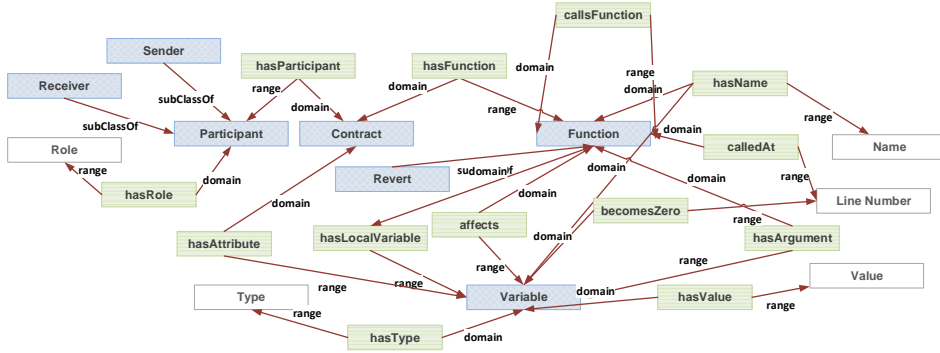 callsFunction
Sender
hasParticipant
hasFunction
domain
range
hasName
Receiver
range
domain
domain
domain
subClassOf
range
subClassOf
Participant
Contract
Function
domain
range
Role
calledAt
Name
range
domain
Revert
domain
domain
range
hasRole
domain
domain
becomesZero
Line Number
domain
affects
range
hasAttribute
hasLocalVariable
domain
hasArgument
range
range
Value
range
range
domain
Type
Variable
hasValue
range
range
hasType
domain